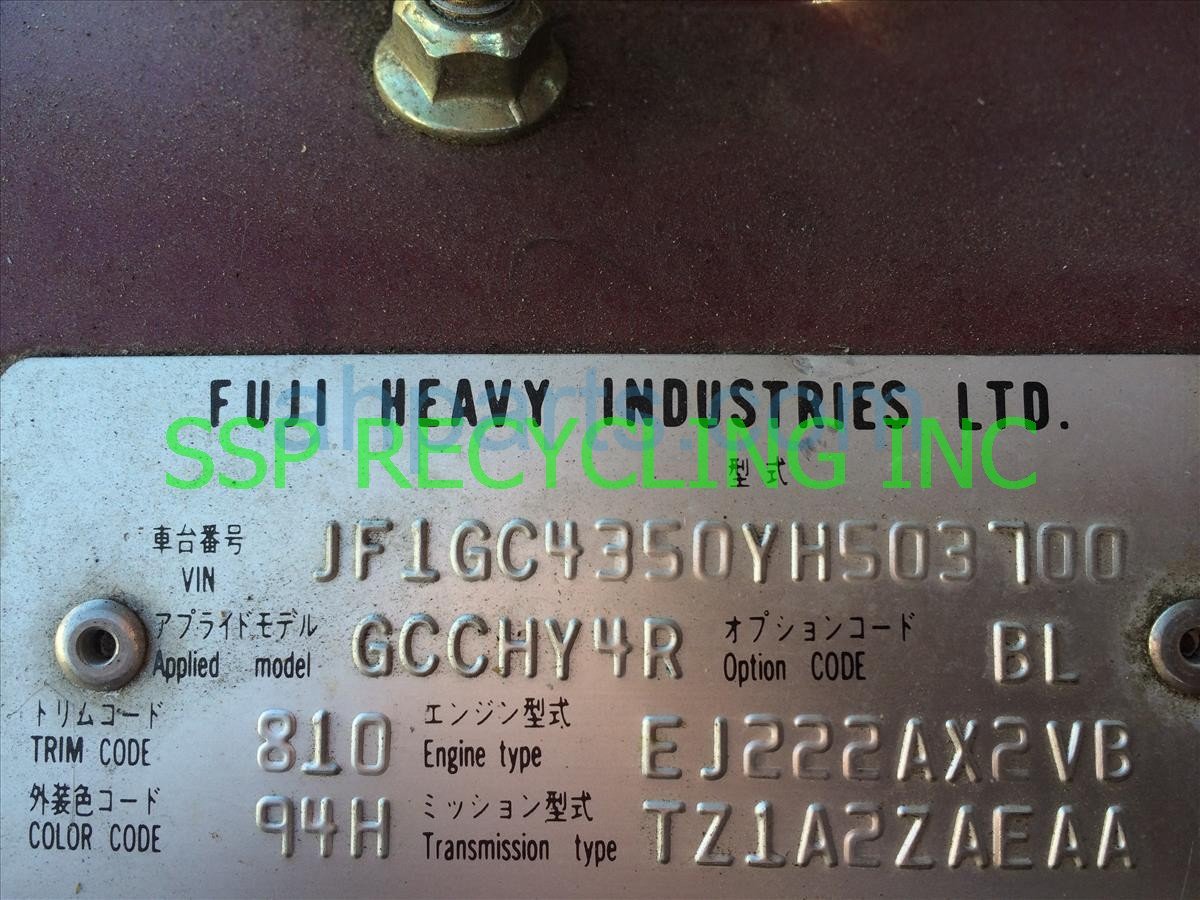 FUJI HEAVY INDUSTRIES LTD.
ahparts.com
SSP RECYCLING INC
型式
車台番号 JF1GC4350YH503700
VIN
アプライドモデル GCCHY4R オプションコード BL
Applied model Option CODE
トリムコード 810 エンジン型式 EJ222AX2VB
TRIM CODE Engine type
外装色コード 94H ミッション型式 TZ1A2ZAEAA
COLOR CODE Transmission type